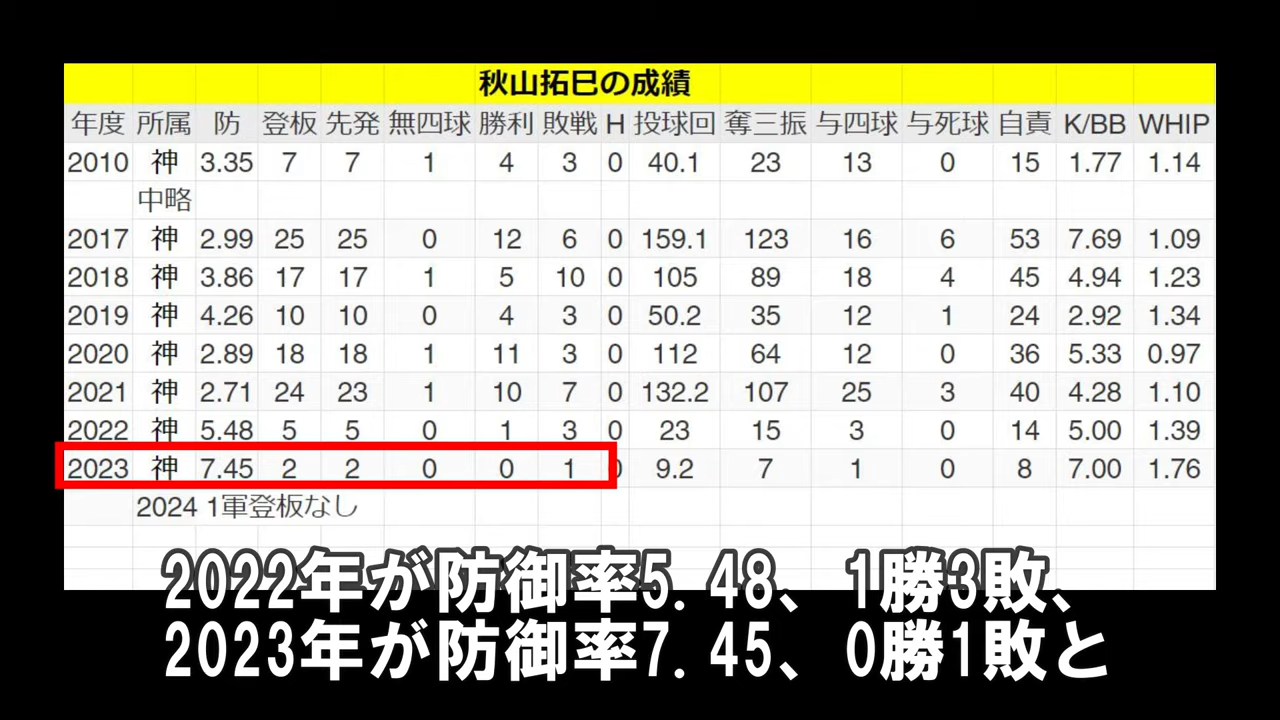 秋山拓巳の成績
年度 所属 防 登板 先発 無四球 勝利 敗戦 H 投球回 奪三振 与四球 与死球 自責 K/BB WHIP
2010 神 3.35 7 7 1 4 3 0 40.1 23 13 0 15 1.77 1.14
中略
2017 神 2.99 25 25 0 12 6 0 159.1 123 16 6 53 7.69 1.09
2018 神 3.86 17 17 1 5 10 0 105 89 18 4 45 4.94 1.23
2019 神 4.26 10 10 0 4 3 0 50.2 35 12 1 24 2.92 1.34
2020 神 2.89 18 18 1 11 3 0 112 64 12 0 36 5.33 0.97
2021 神 2.71 24 23 1 10 7 0 132.2 107 25 3 40 4.28 1.10
2022 神 5.48 5 5 0 1 3 0 23 15 3 0 14 5.00 1.39
2023 神 7.45 2 2 0 0 1 0 9.2 7 1 0 8 7.00 1.76
2024 1軍登板なし
2022年が防御率5.48、1勝3敗、
2023年が防御率7.45、0勝1敗と